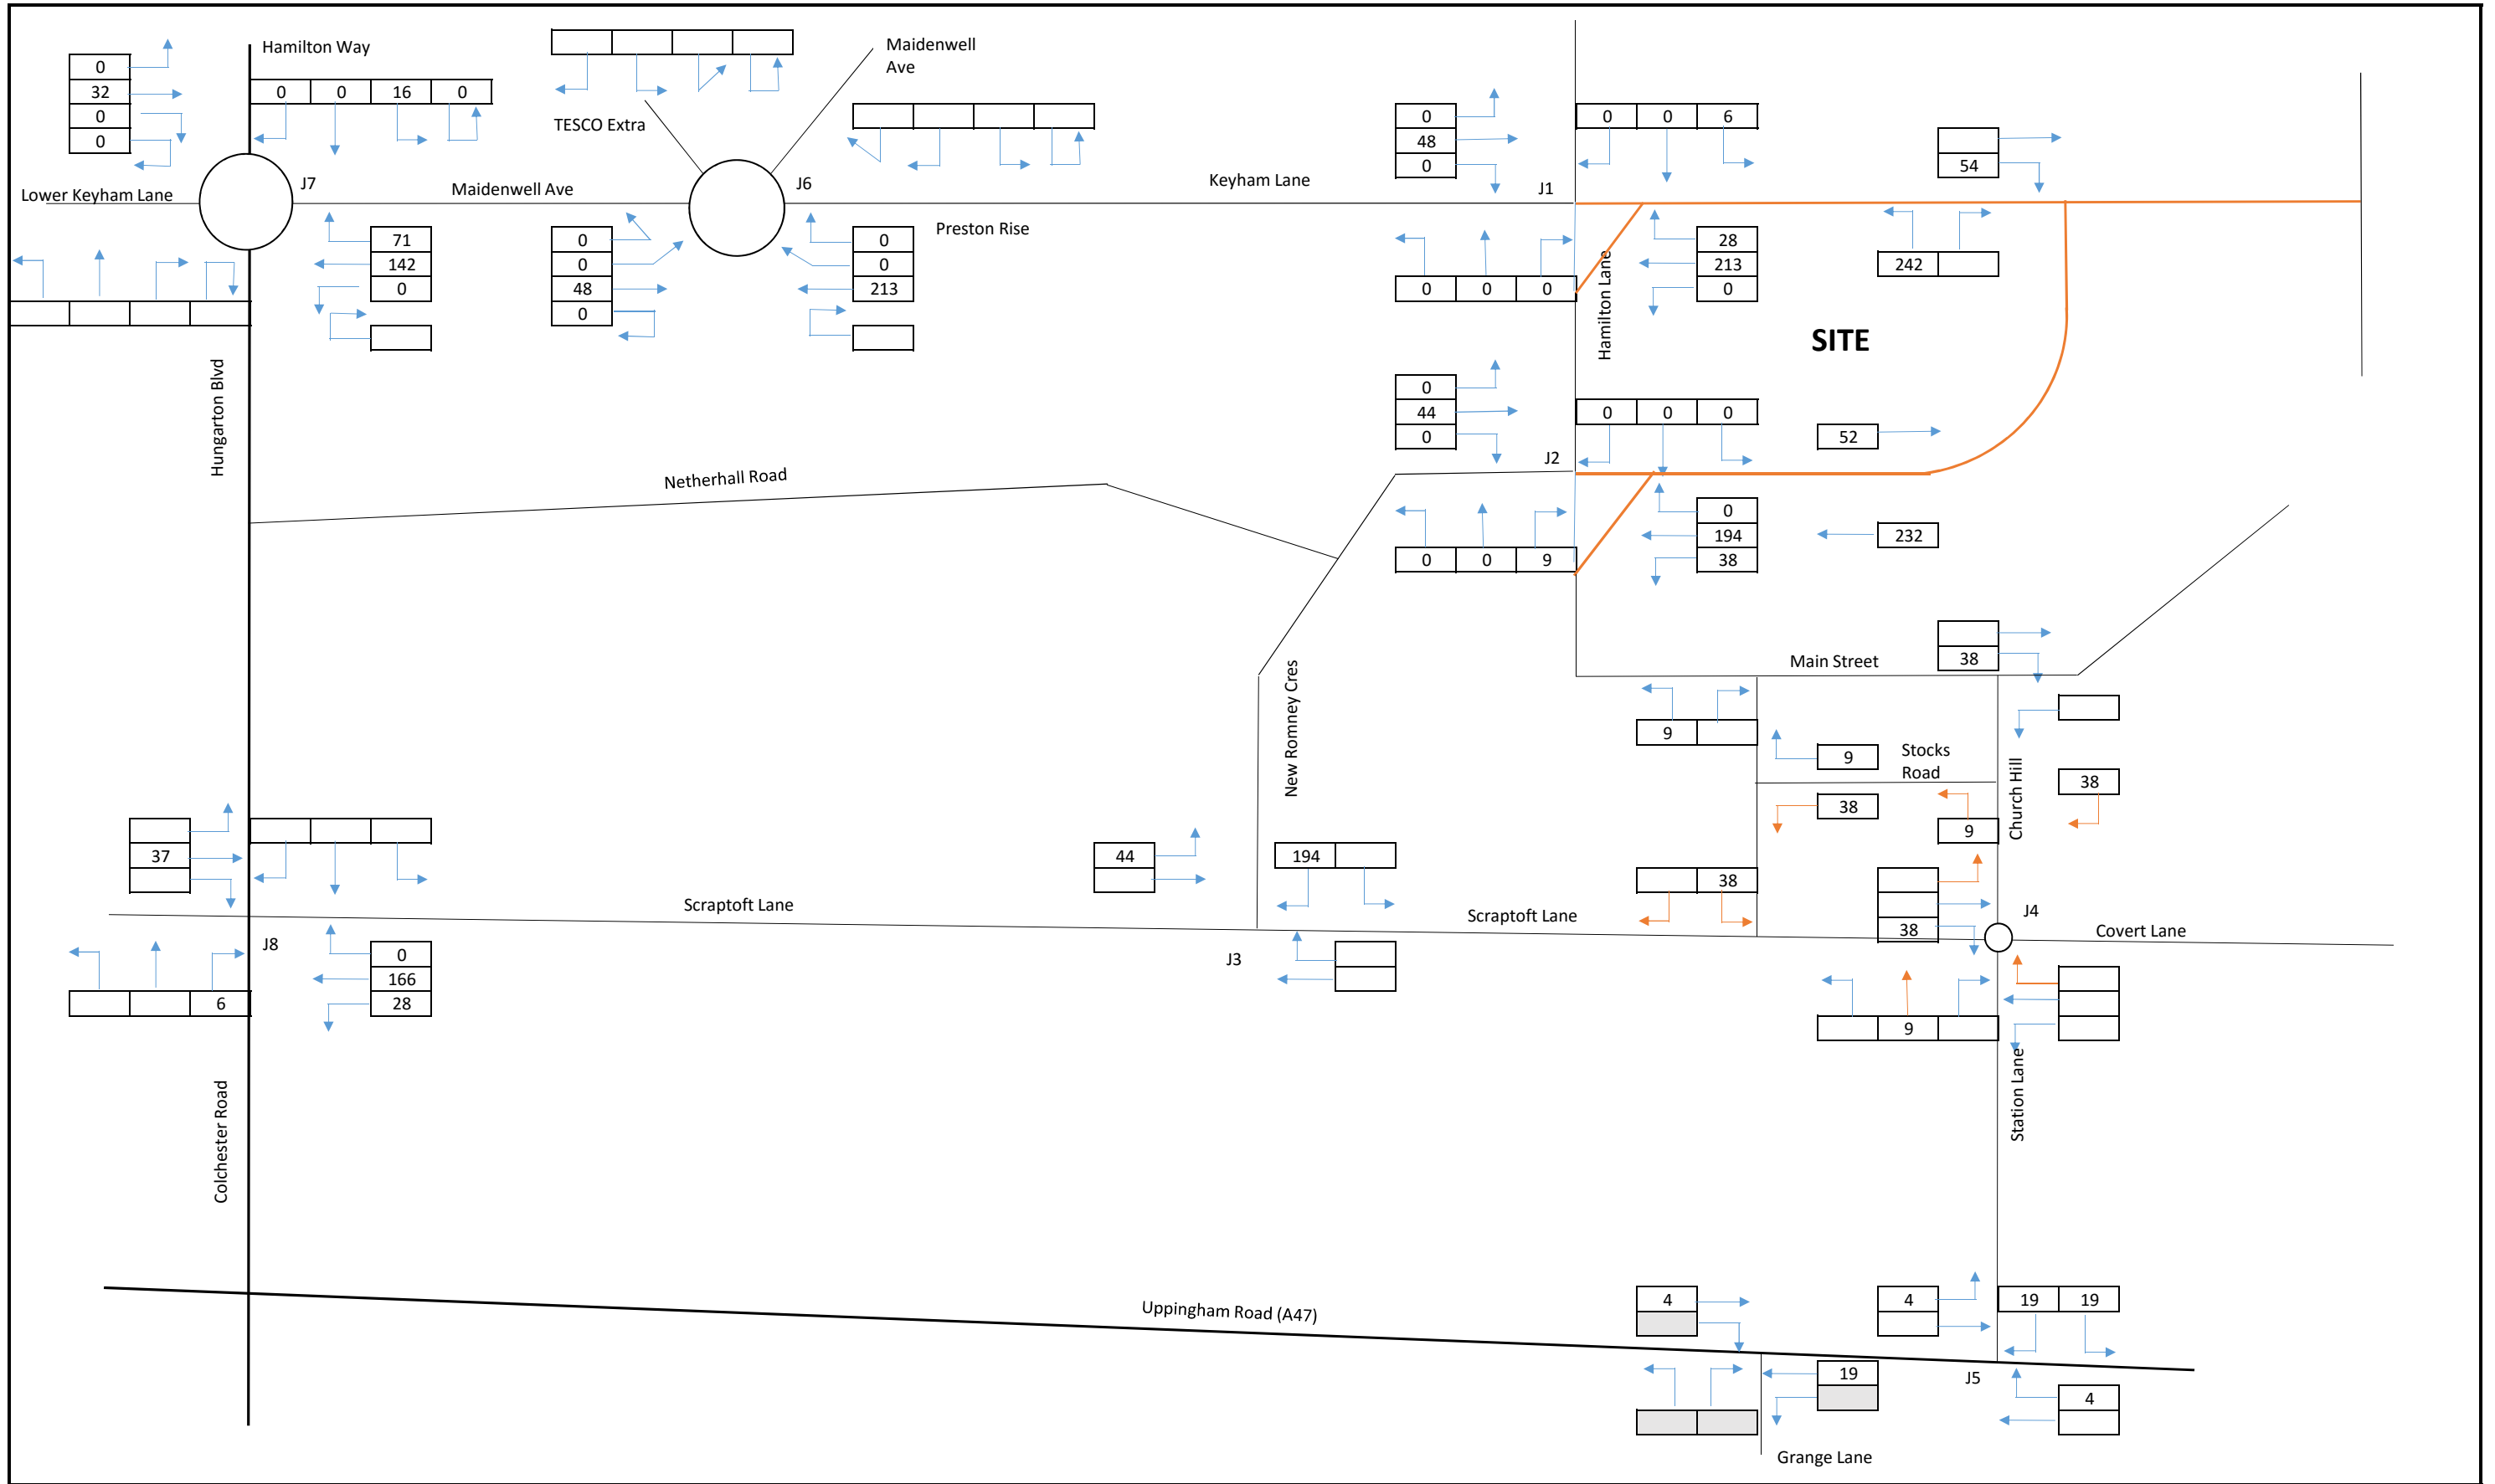 Hamilton Way
Maidenwell
Ave
0
32
0
0
0 0 16 0
TESCO Extra
0
48
0
0 0 6
54
J7
J6
Keyham Lane
J1
Lower Keyham Lane
Maidenwell Ave
Preston Rise
71
142
0
0
0
48
0
0
0
213
0 0 0
Hamilton Lane
28
213
0
242
SITE
Hungarton Blvd
0
44
0
0 0 0
52
J2
Netherhall Road
0 0 9
0
194
38
232
Main Street
38
New Romney Cres
9
9
Stocks
Road
Church Hill
38
38
9
37
44
194
38
Scraptoft Lane
Scraptoft Lane
38
J4
Covert Lane
J8
0
166
28
J3
6
9
Station Lane
Colchester Road
Uppingham Road (A47)
4
4
19 19
19
J5
4
Grange Lane